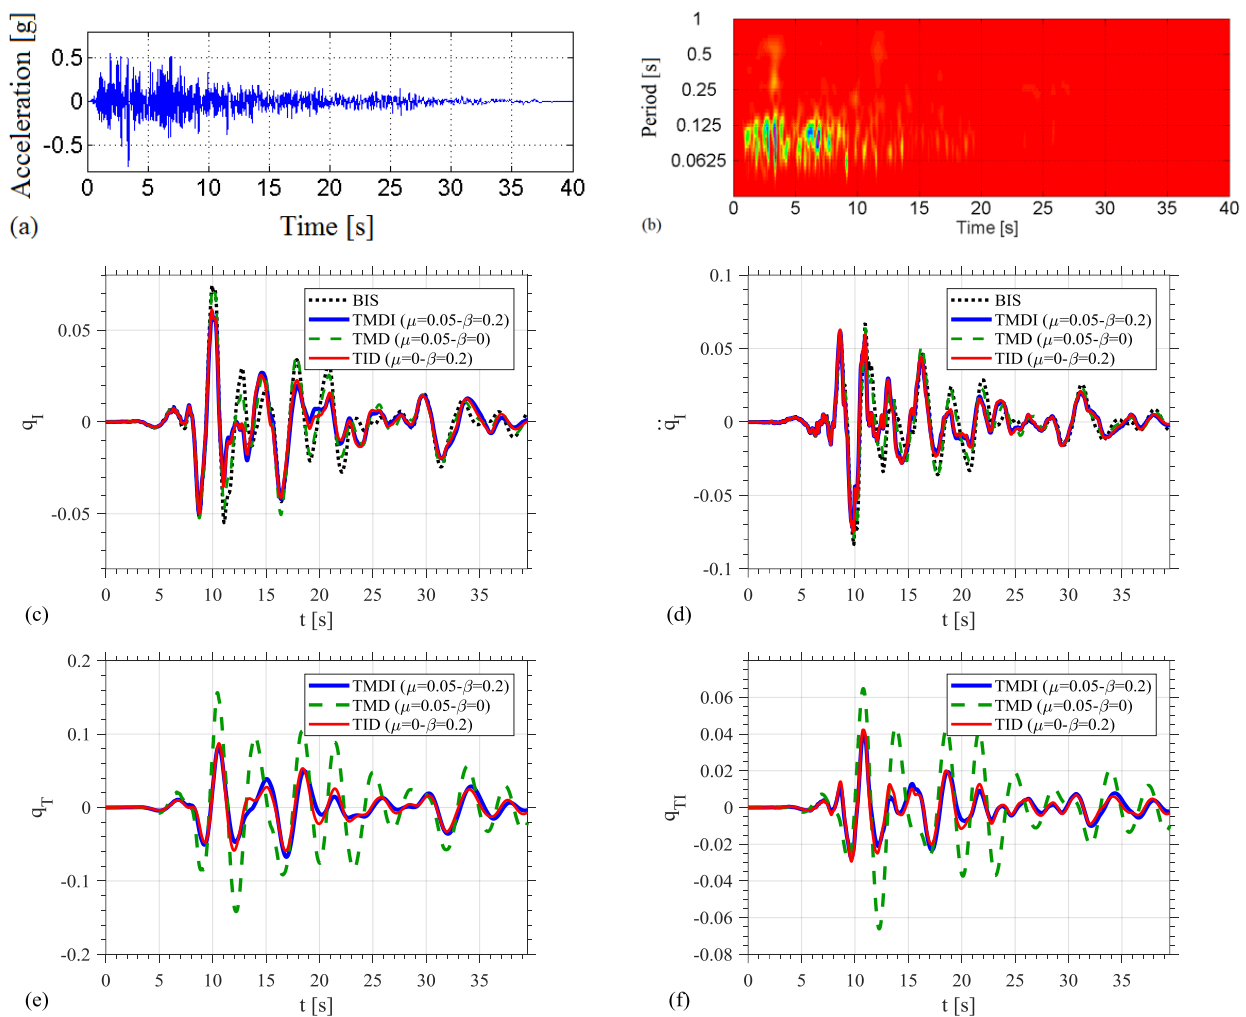 Acceleration [g]
0.5
0
-0.5
0 5 10 15 20 25 30 35 40
(a)
Time [s]
Period [s]
1
0.5
0.25
0.125
0.0625
0 5 10 15 20 25 30 35 40
(b)
Time [s]
BIS
TMDI (μ=0.05-β=0.2)
TMD (μ=0.05-β=0)
TID (μ=0-β=0.2)
q_I
0.05
0
-0.05
0 5 10 15 20 25 30 35
(c)
t [s]
BIS
TMDI (μ=0.05-β=0.2)
TMD (μ=0.05-β=0)
TID (μ=0-β=0.2)
q̈_I
0.1
0.05
0
-0.05
-0.1
0 5 10 15 20 25 30 35
(d)
t [s]
TMDI (μ=0.05-β=0.2)
TMD (μ=0.05-β=0)
TID (μ=0-β=0.2)
q_T
0.2
0.1
0
-0.1
-0.2
0 5 10 15 20 25 30 35
(e)
t [s]
TMDI (μ=0.05-β=0.2)
TMD (μ=0.05-β=0)
TID (μ=0-β=0.2)
q_TI
0.06
0.04
0.02
0
-0.02
-0.04
-0.06
-0.08
0 5 10 15 20 25 30 35
(f)
t [s]